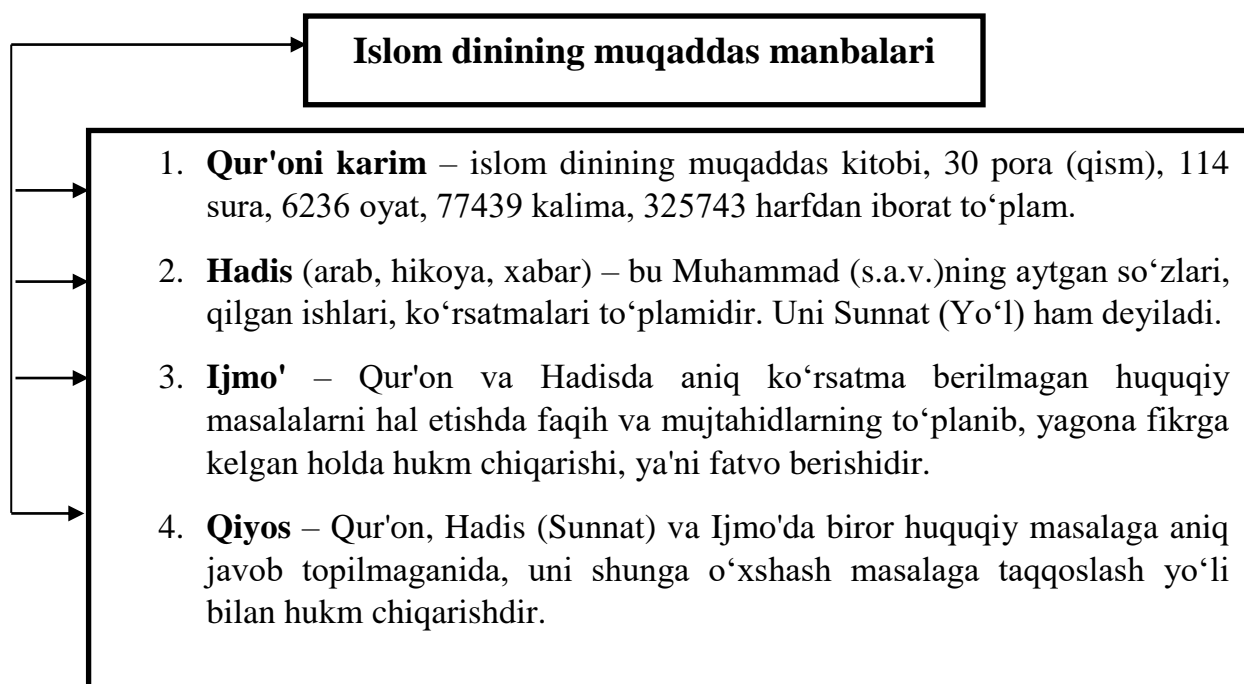 Islom dinining muqaddas manbalari
1. Qur'oni karim – islom dinining muqaddas kitobi, 30 pora (qism), 114
sura, 6236 oyat, 77439 kalima, 325743 harfdan iborat to‘plam.
2. Hadis (arab, hikoya, xabar) – bu Muhammad (s.a.v.)ning aytgan so‘zlari,
qilgan ishlari, ko‘rsatmalari to‘plamidir. Uni Sunnat (Yo‘l) ham deyiladi.
3. Ijmo' – Qur'on va Hadisda aniq ko‘rsatma berilmagan huquqiy
masalalarni hal etishda faqih va mujtahidlarning to‘planib, yagona fikrga
kelgan holda hukm chiqarishi, ya'ni fatvo berishidir.
4. Qiyos – Qur'on, Hadis (Sunnat) va Ijmo'da biror huquqiy masalaga aniq
javob topilmaganida, uni shunga o‘xshash masalaga taqqoslash yo‘li
bilan hukm chiqarishdir.